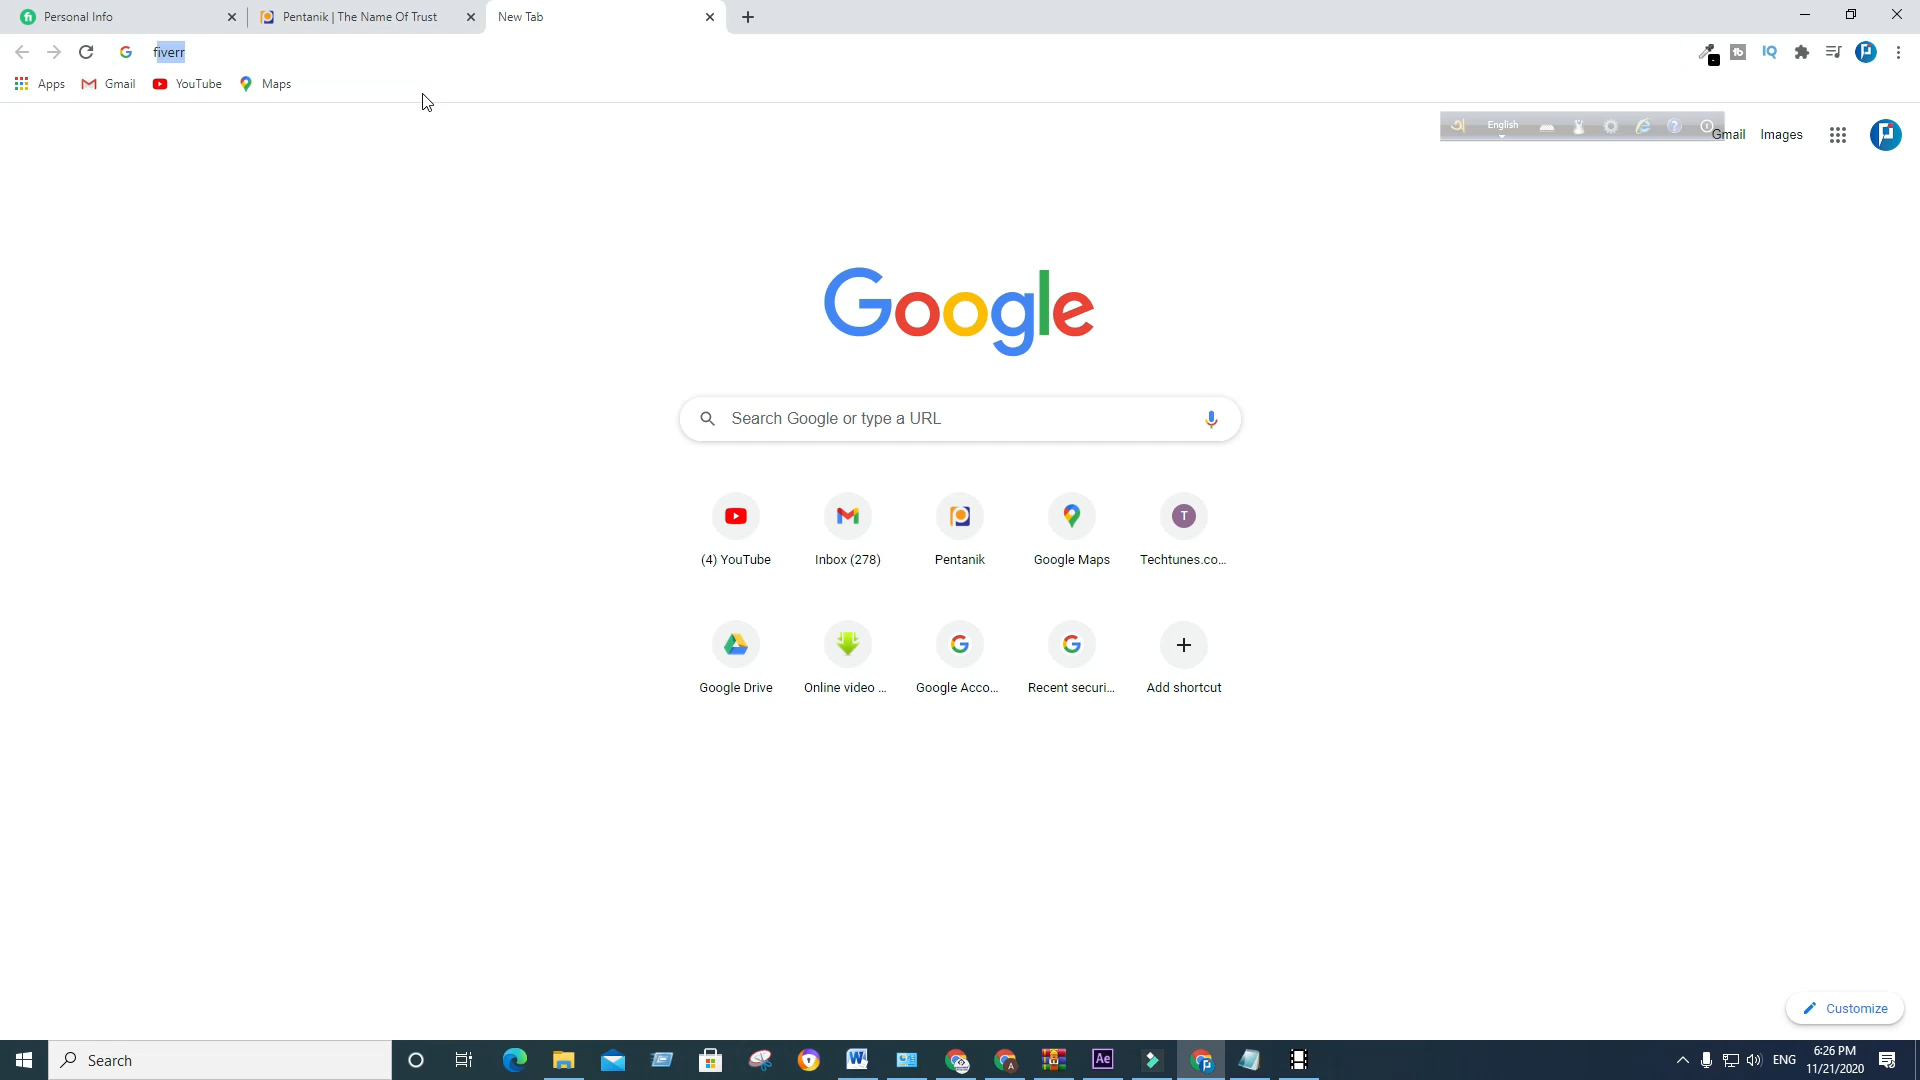 Personal Info
Pentanik | The Name Of Trust
New Tab
fiverr
Apps
Gmail
YouTube
Maps
English
Gmail
Images
Google
Search Google or type a URL
(4) YouTube
Inbox (278)
Pentanik
T
Google Maps
Techtunes.co...
Google Drive
Online video ...
Google Acco...
Recent securi...
Add shortcut
Customize
Search
ENG
6:26 PM
11/21/2020